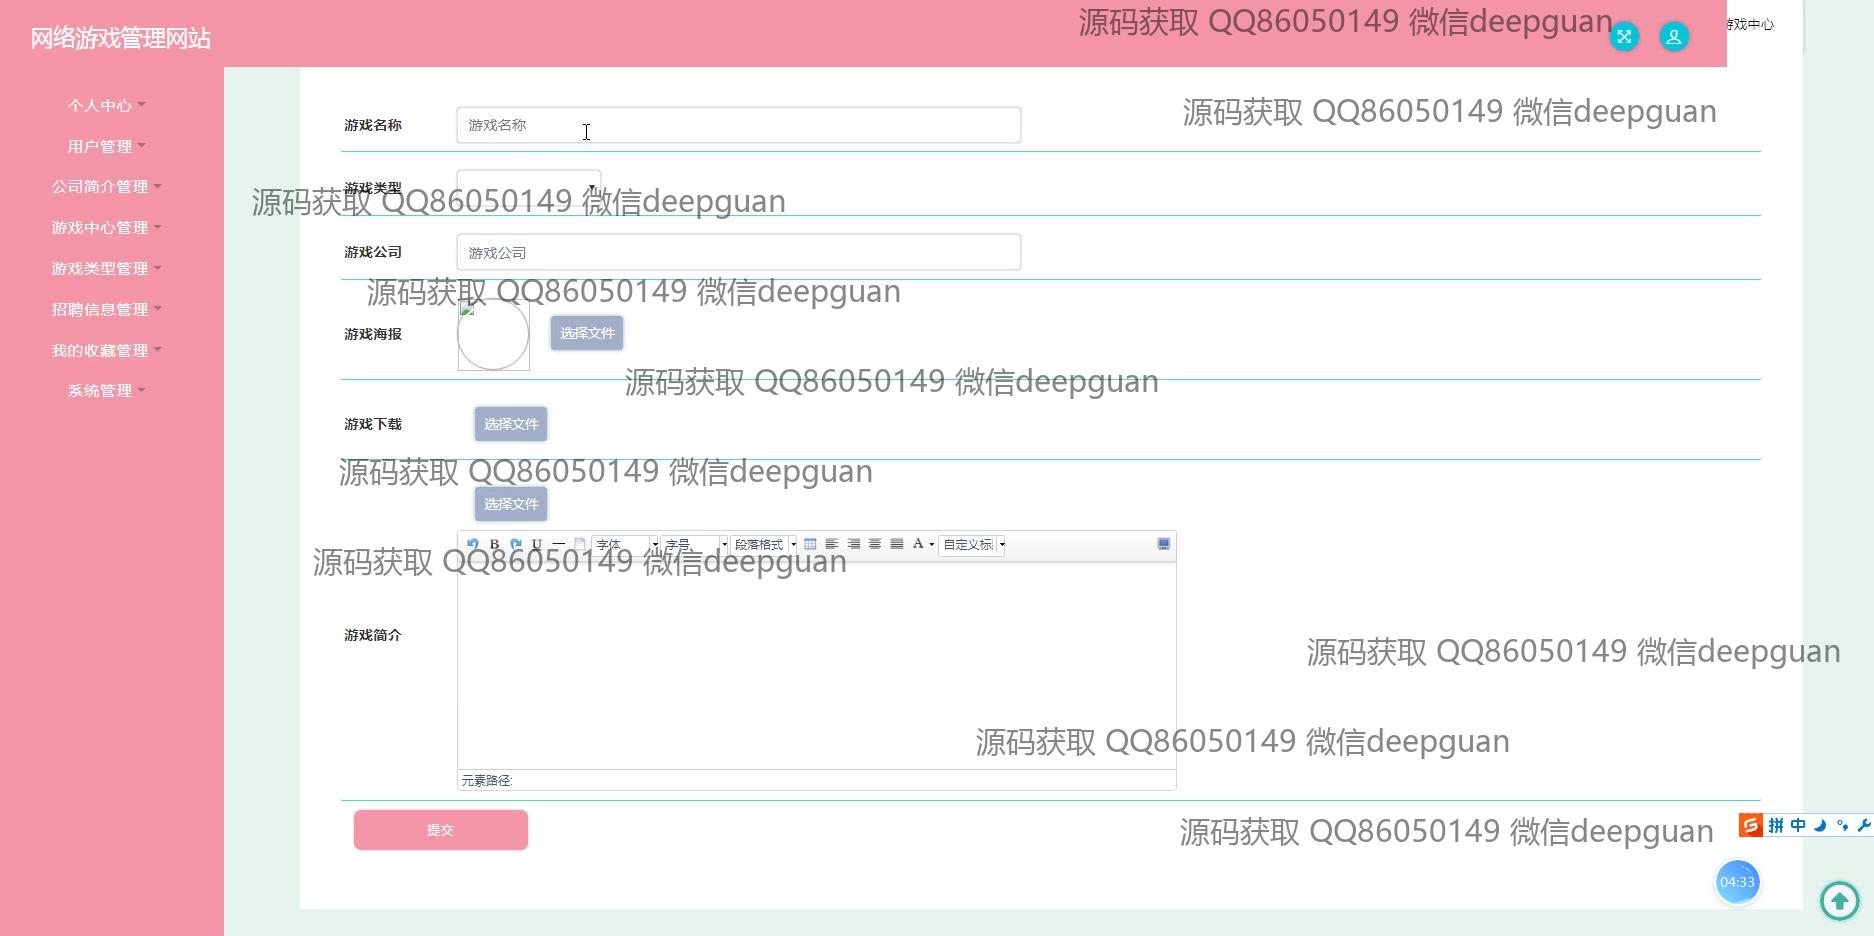 源码获取 QQ86050149 微信deepguan
网络游戏管理网站
戏中心
个人中心
用户管理
公司简介管理
游戏中心管理
游戏类型管理
招聘信息管理
我的收藏管理
系统管理
游戏名称 游戏名称
源码获取 QQ86050149 微信deepguan
游戏类型
源码获取 QQ86050149 微信deepguan
游戏公司 游戏公司
源码获取 QQ86050149 微信deepguan
游戏海报 选择文件
源码获取 QQ86050149 微信deepguan
游戏下载 选择文件
源码获取 QQ86050149 微信deepguan
选择文件
B U 字体 字号 段落格式 A 自定义标
源码获取 QQ86050149 微信deepguan
游戏简介
源码获取 QQ86050149 微信deepguan
源码获取 QQ86050149 微信deepguan
元素路径:
提交
源码获取 QQ86050149 微信deepguan
拼 中
04:33